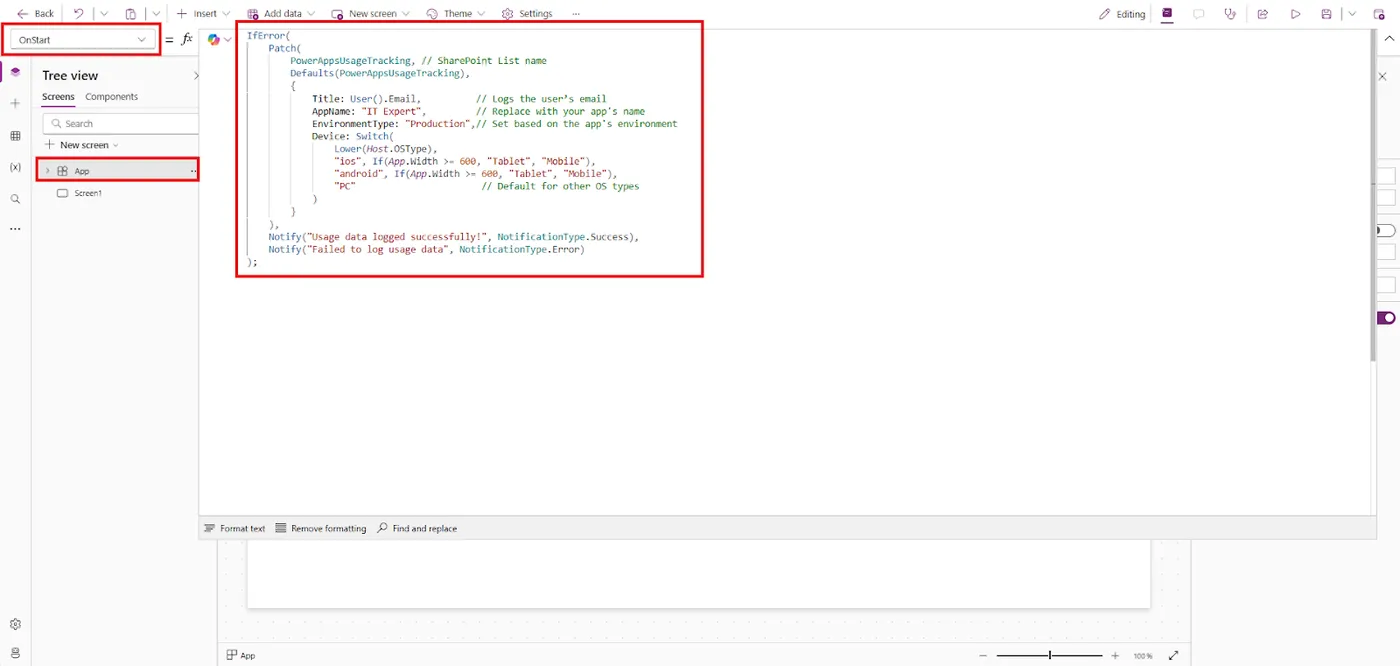 Back Insert Add data New screen Theme Settings ... Editing
OnStart = fx
Tree view
Screens Components
Search
New screen
App ...
Screen1
IfError(
Patch(
PowerAppsUsageTracking, // SharePoint List name
Defaults(PowerAppsUsageTracking),
{
Title: User().Email, // Logs the user’s email
AppName: "IT Expert", // Replace with your app's name
EnvironmentType: "Production",// Set based on the app's environment
Device: Switch(
Lower(Host.OSType),
"ios", If(App.Width >= 600, "Tablet", "Mobile"),
"android", If(App.Width >= 600, "Tablet", "Mobile"),
"PC" // Default for other OS types
)
}
),
Notify("Usage data logged successfully!", NotificationType.Success),
Notify("Failed to log usage data", NotificationType.Error)
);
Format text Remove formatting Find and replace
App 100 %